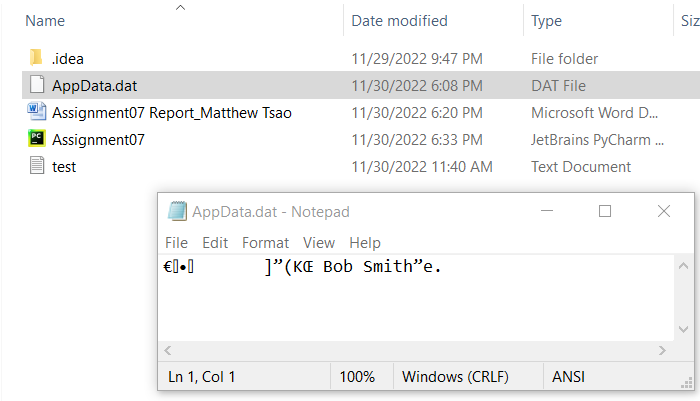 Name Date modified Type Siz
.idea 11/29/2022 9:47 PM File folder
AppData.dat 11/30/2022 6:08 PM DAT File
Assignment07 Report_Matthew Tsao 11/30/2022 6:20 PM Microsoft Word D...
Assignment07 11/30/2022 6:33 PM JetBrains PyCharm ...
test 11/30/2022 11:40 AM Text Document
AppData.dat - Notepad
File Edit Format View Help
€▯•▯ ]”(KŒ Bob Smith”e.
Ln 1, Col 1 100% Windows (CRLF) ANSI